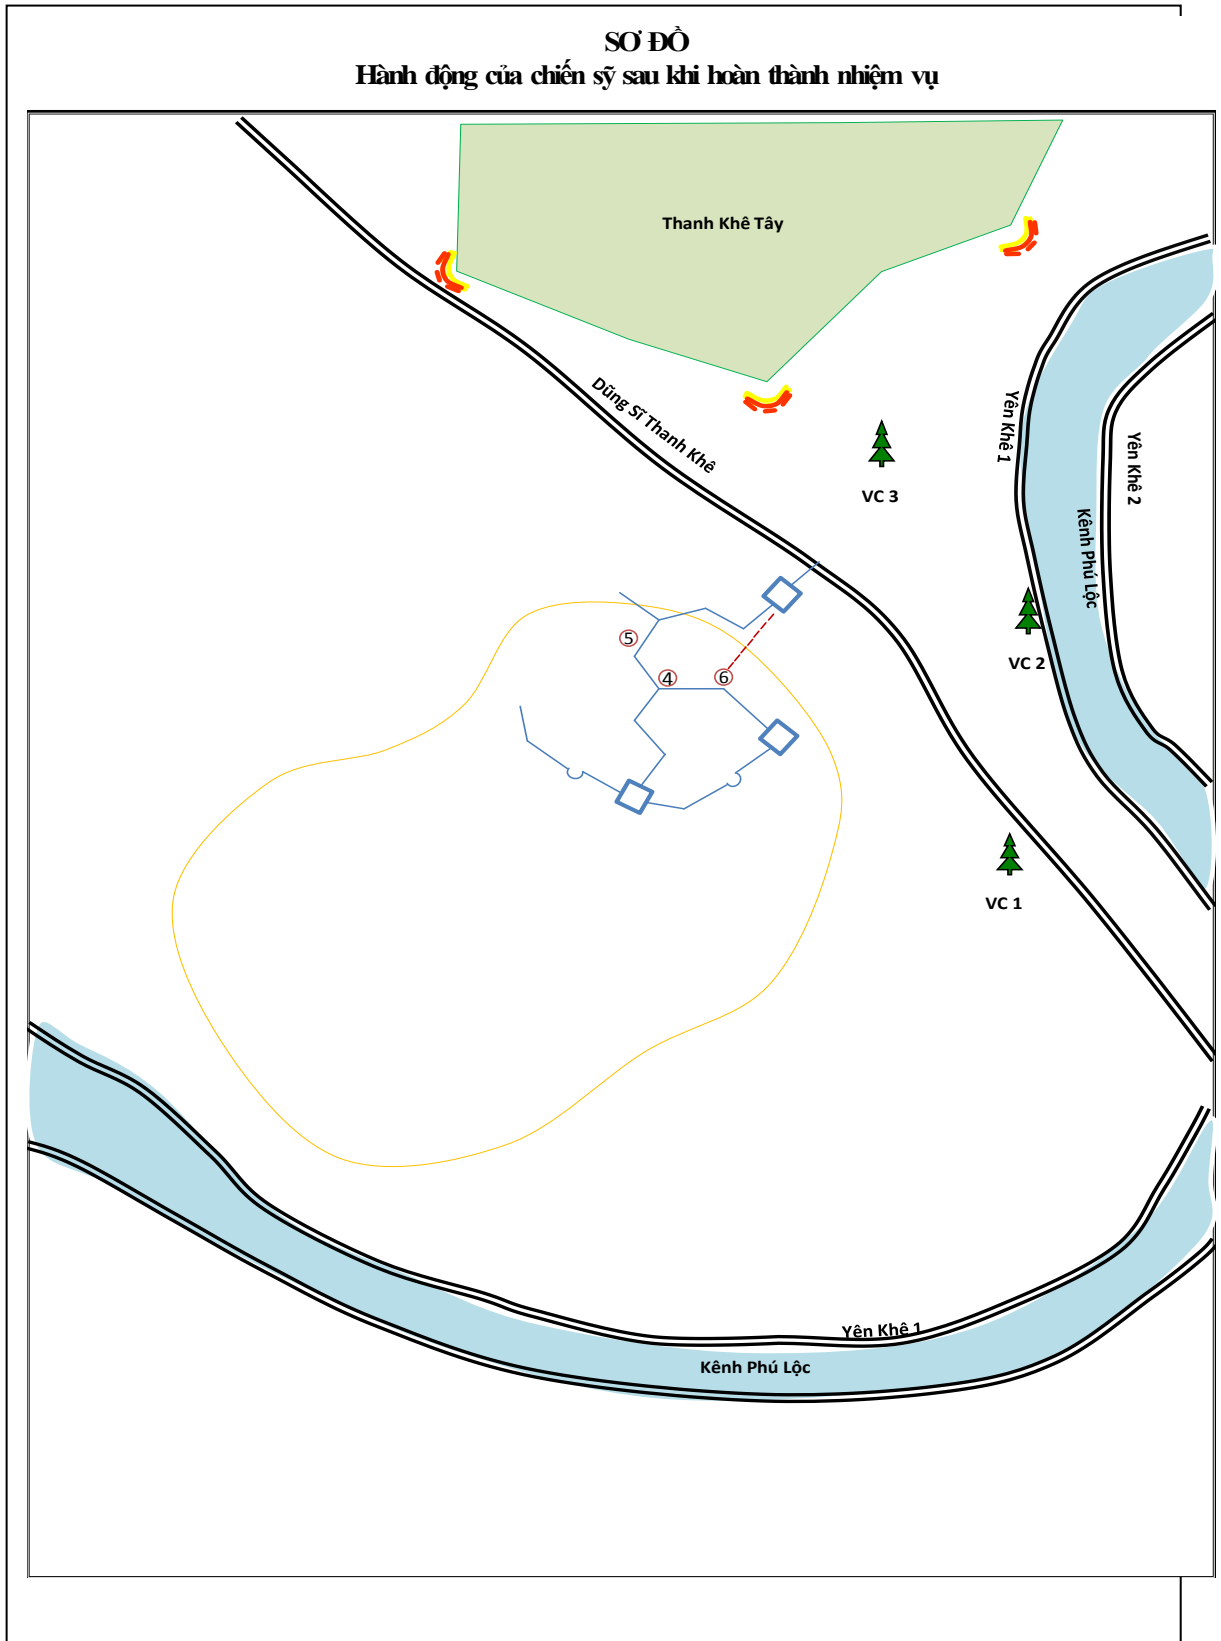 SƠ ĐỒ
Hành động của chiến sỹ sau khi hoàn thành nhiệm vụ
Thanh Khê Tây
Dũng Sĩ Thanh Khê
Yên Khê 1
Yên Khê 2
VC 3
Kênh Phú Lộc
VC 2
⑤
④
⑥
VC 1
Yên Khê 1
Kênh Phú Lộc